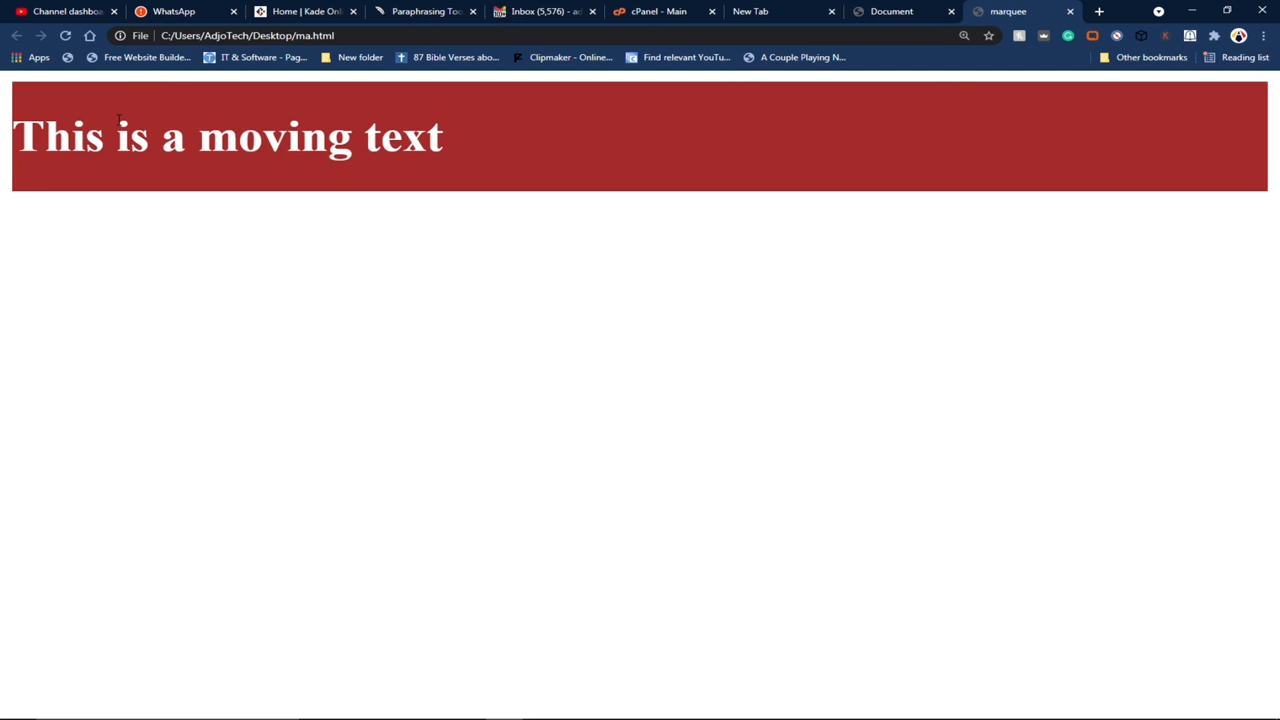 Channel dashboa WhatsApp Home | Kade Onl Paraphrasing Too Inbox (5,576) - ad cPanel - Main New Tab Document marquee
File C:/Users/AdjoTech/Desktop/ma.html
Apps Free Website Builde... IT & Software - Pag... New folder 87 Bible Verses abo... Clipmaker - Online... Find relevant YouTu... A Couple Playing N... Other bookmarks Reading list
This is a moving text